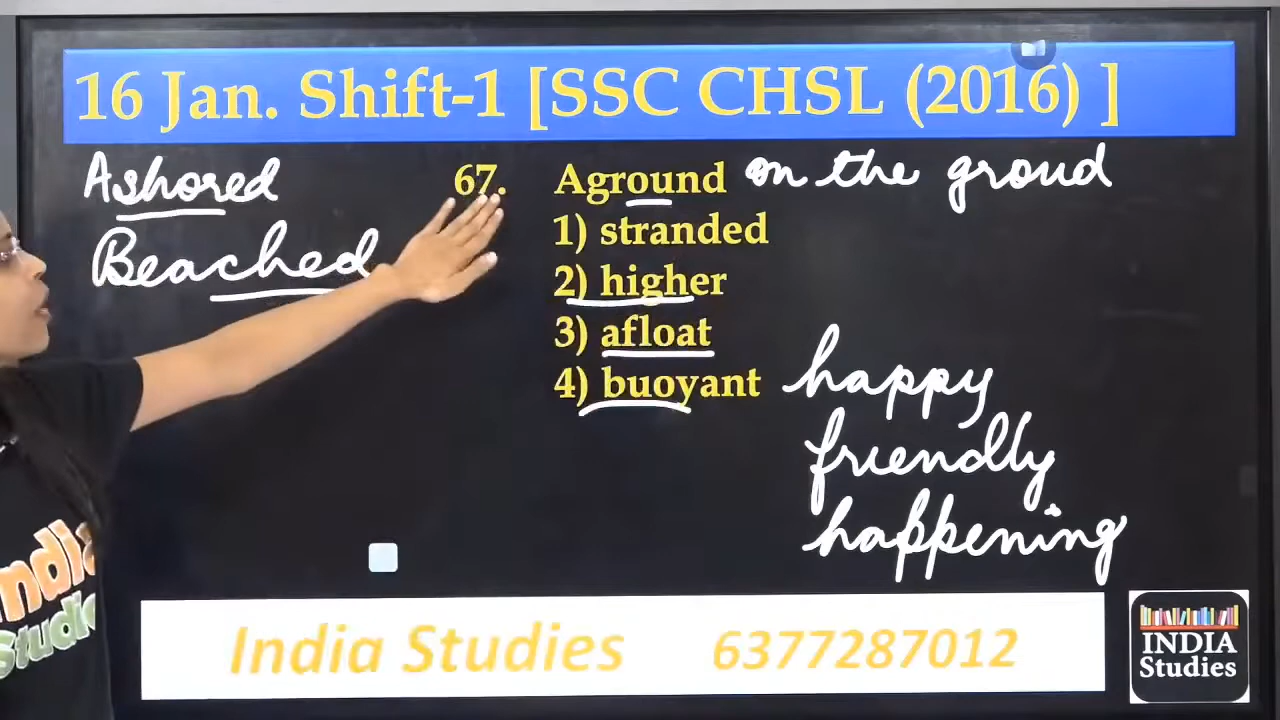 16 Jan. Shift-1 [SSC CHSL (2016) ]
Ashored
Beached
67. Aground on the groud
1) stranded
2) higher
3) afloat
4) buoyant happy
friendly
happening
India Studies 6377287012
INDIA
Studies
India
Studies